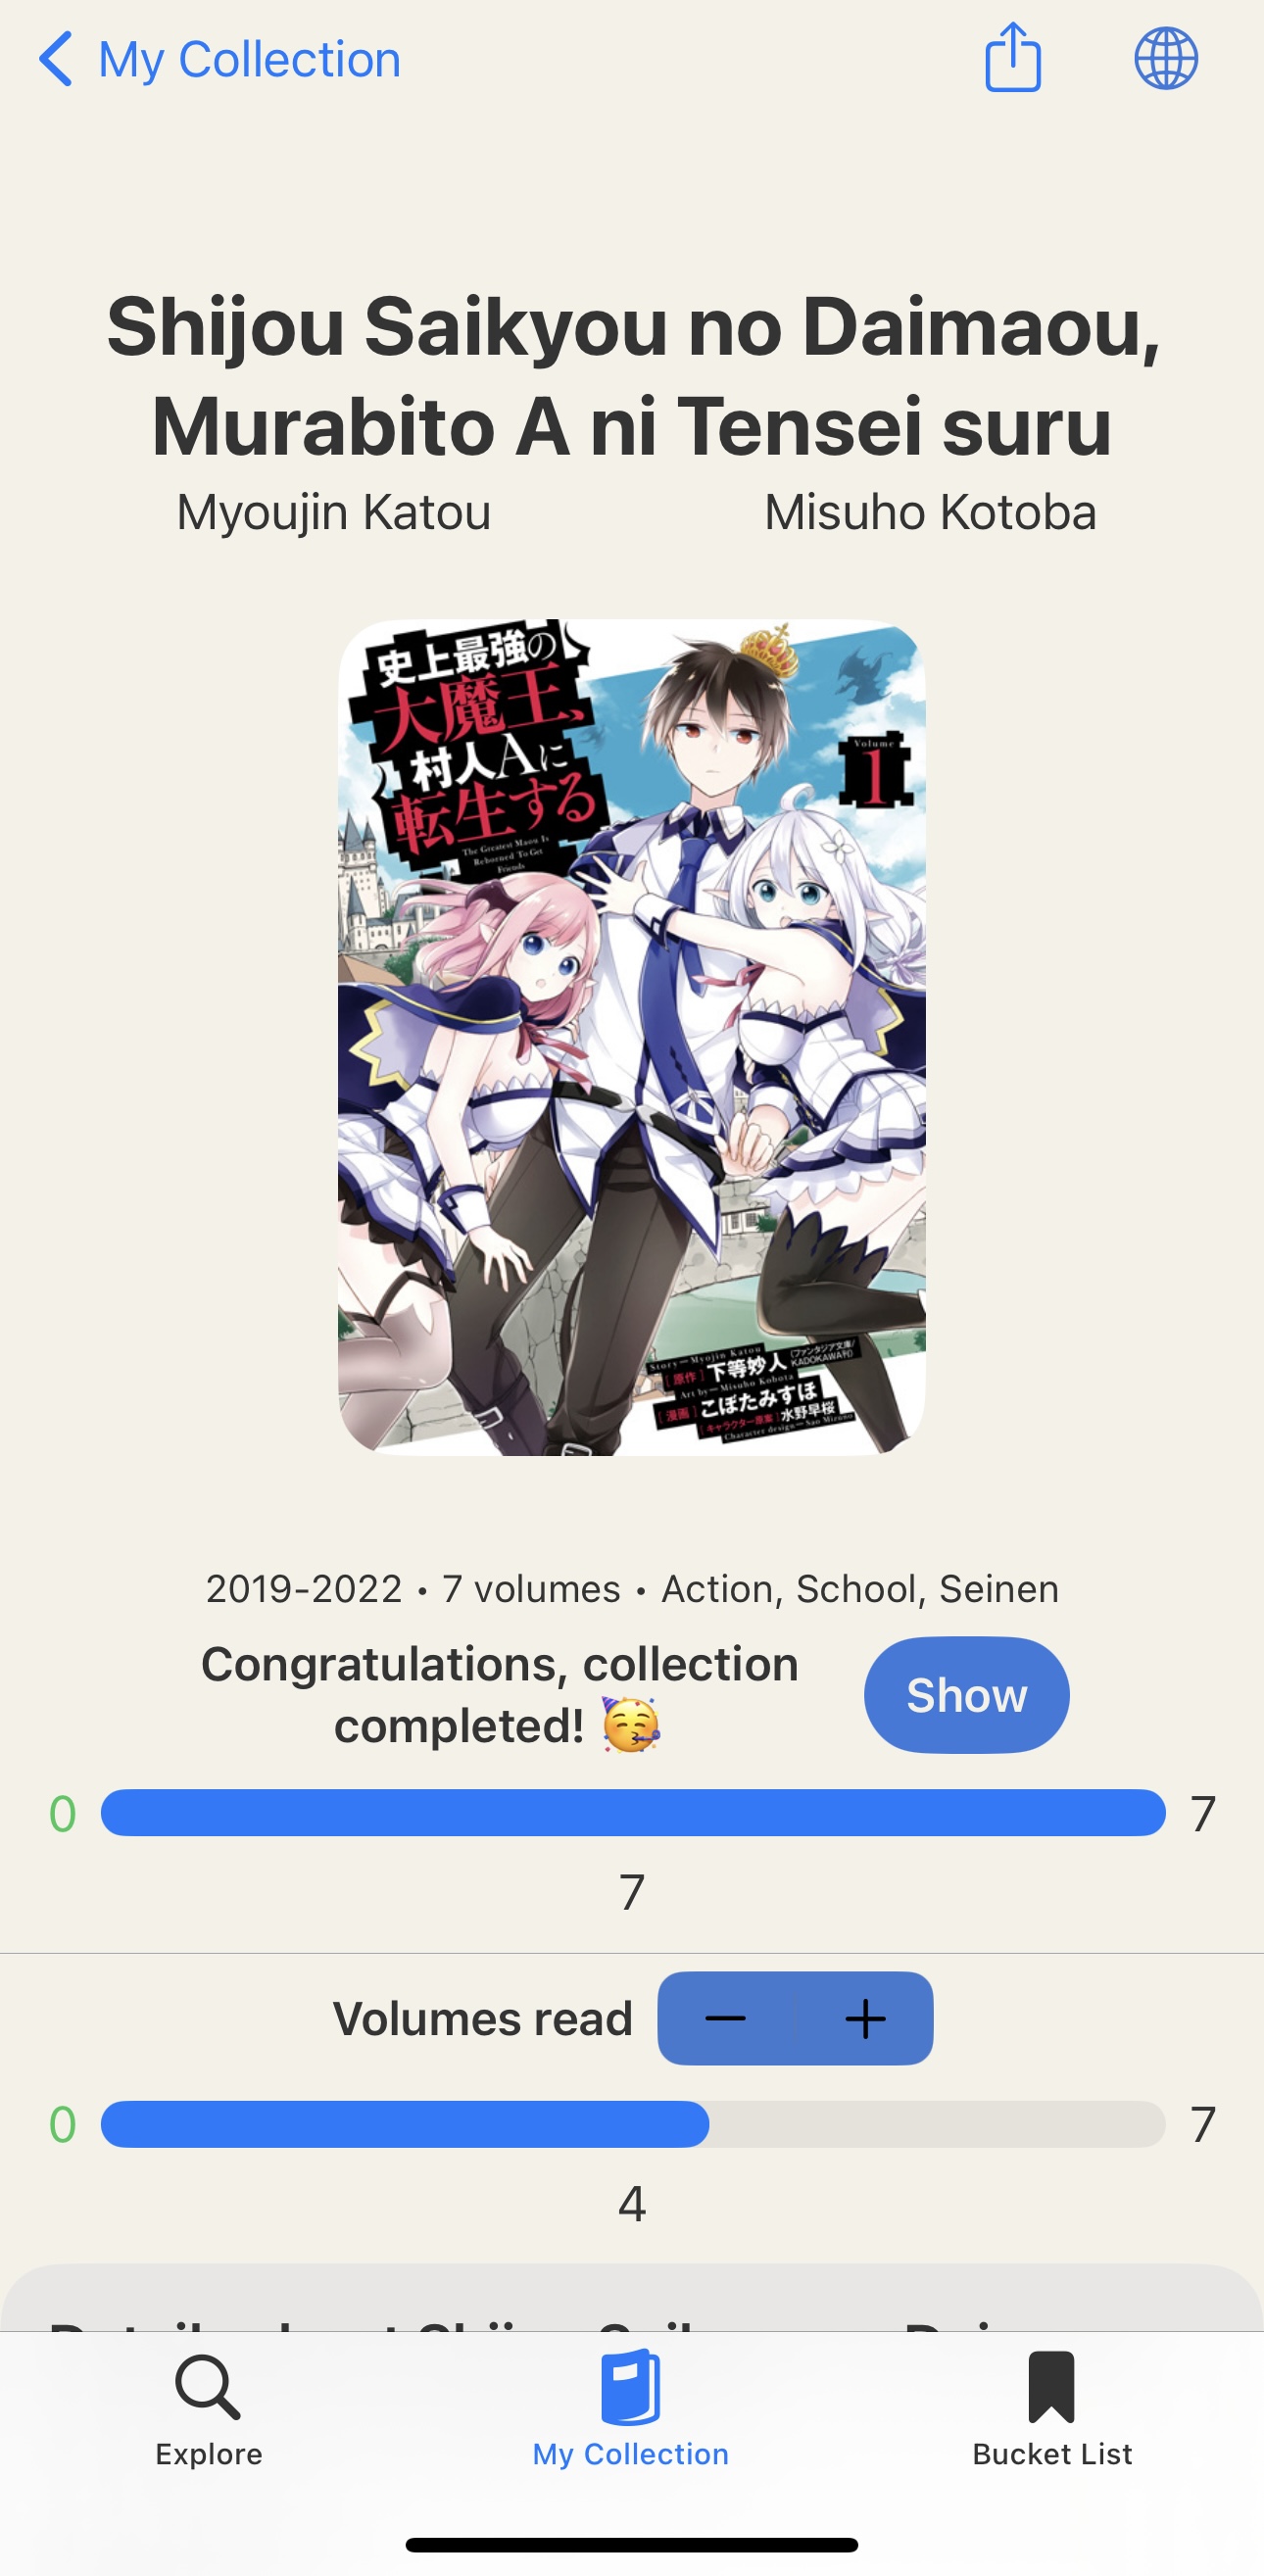 My Collection
Shijou Saikyou no Daimaou,
Murabito A ni Tensei suru
Myoujin Katou
Misuho Kotoba
史上最強の
大魔王、
村人Aに
転生する
The Greatest Maou Is
Reborned To Get
Friends
Volume
1
Story—Myojin Katou
[原作] 下等妙人 (ファンタジア文庫/
KADOKAWA刊)
Art by—Misuho Kobota
[漫画] こぼたみすほ
[キャラクター原案] 水野早桜
Character design—Sao Mizuno
2019-2022 • 7 volumes • Action, School, Seinen
Congratulations, collection
completed! 🥳
Show
0
7
7
Volumes read
− +
0
7
4
Explore
My Collection
Bucket List